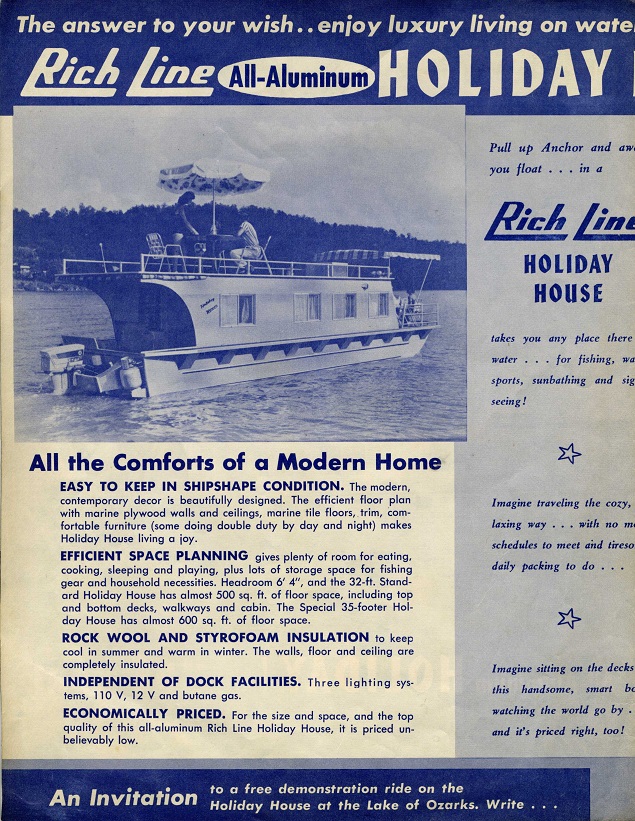 The answer to your wish..enjoy luxury living on wate
Rich Line All-Aluminum HOLIDAY
Pull up Anchor and aw
you float . . . in a
Rich Line
HOLIDAY
HOUSE
takes you any place there
water . . . for fishing, wa
sports, sunbathing and sig
seeing!
Imagine traveling the cozy,
laxing way . . . with no m
schedules to meet and tireso
daily packing to do . . .
Imagine sitting on the decks
this handsome, smart bo
watching the world go by .
and it's priced right, too!
All the Comforts of a Modern Home
EASY TO KEEP IN SHIPSHAPE CONDITION. The modern,
contemporary decor is beautifully designed. The efficient floor plan
with marine plywood walls and ceilings, marine tile floors, trim, com-
fortable furniture (some doing double duty by day and night) makes
Holiday House living a joy.
EFFICIENT SPACE PLANNING gives plenty of room for eating,
cooking, sleeping and playing, plus lots of storage space for fishing
gear and household necessities. Headroom 6' 4", and the 32-ft. Stand-
ard Holiday House has almost 500 sq. ft. of floor space, including top
and bottom decks, walkways and cabin. The Special 35-footer Hol-
day House has almost 600 sq. ft. of floor space.
ROCK WOOL AND STYROFOAM INSULATION to keep
cool in summer and warm in winter. The walls, floor and ceiling are
completely insulated.
INDEPENDENT OF DOCK FACILITIES. Three lighting sys-
tems, 110 V, 12 V and butane gas.
ECONOMICALLY PRICED. For the size and space, and the top
quality of this all-aluminum Rich Line Holiday House, it is priced un-
believably low.
An Invitation to a free demonstration ride on the
Holiday House at the Lake of Ozarks. Write . . .